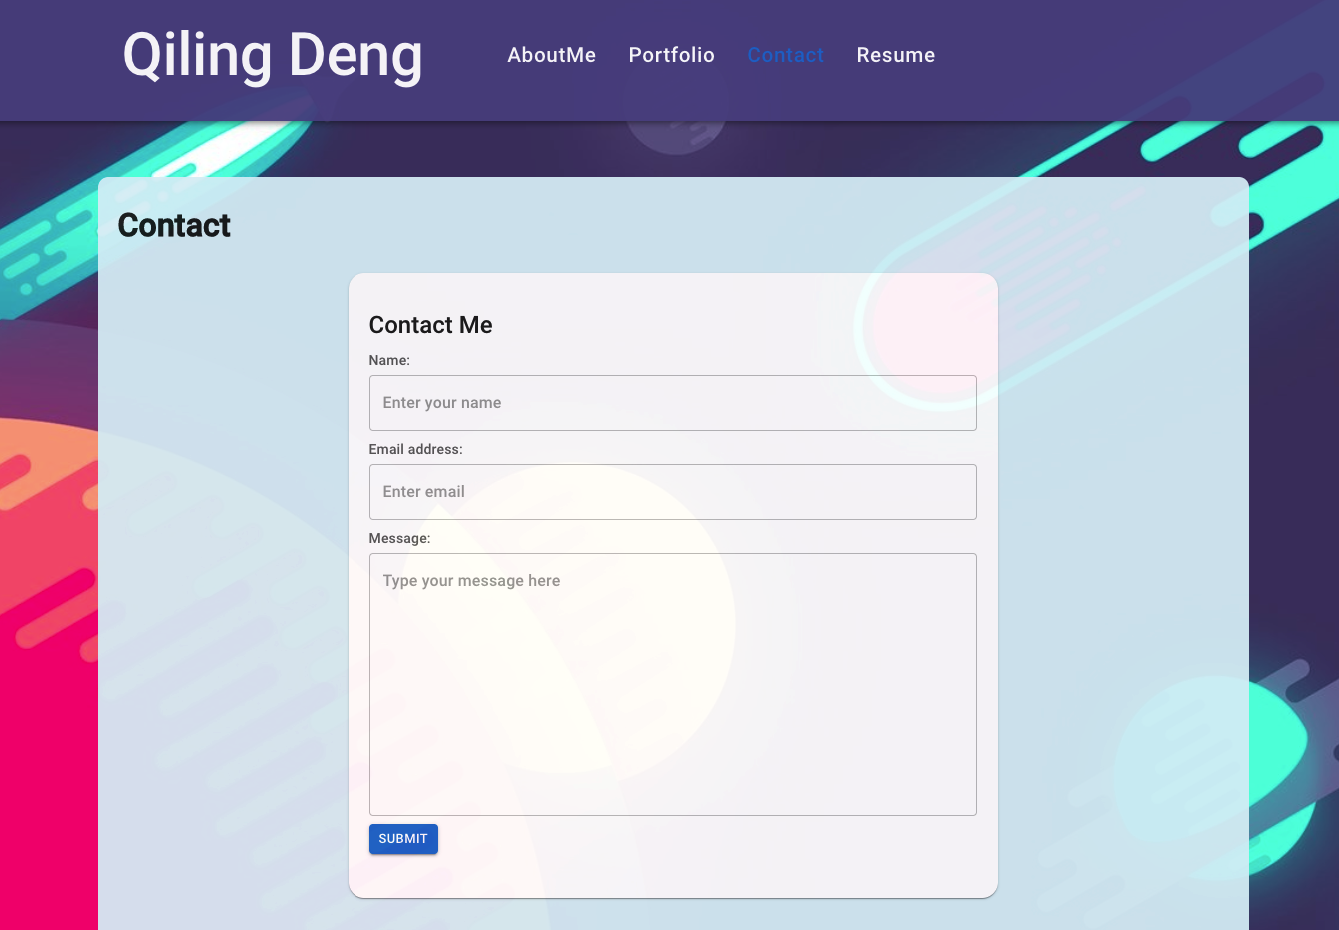 Qiling Deng
AboutMe Portfolio Contact Resume
Contact
Contact Me
Name:
Enter your name
Email address:
Enter email
Message:
Type your message here
SUBMIT